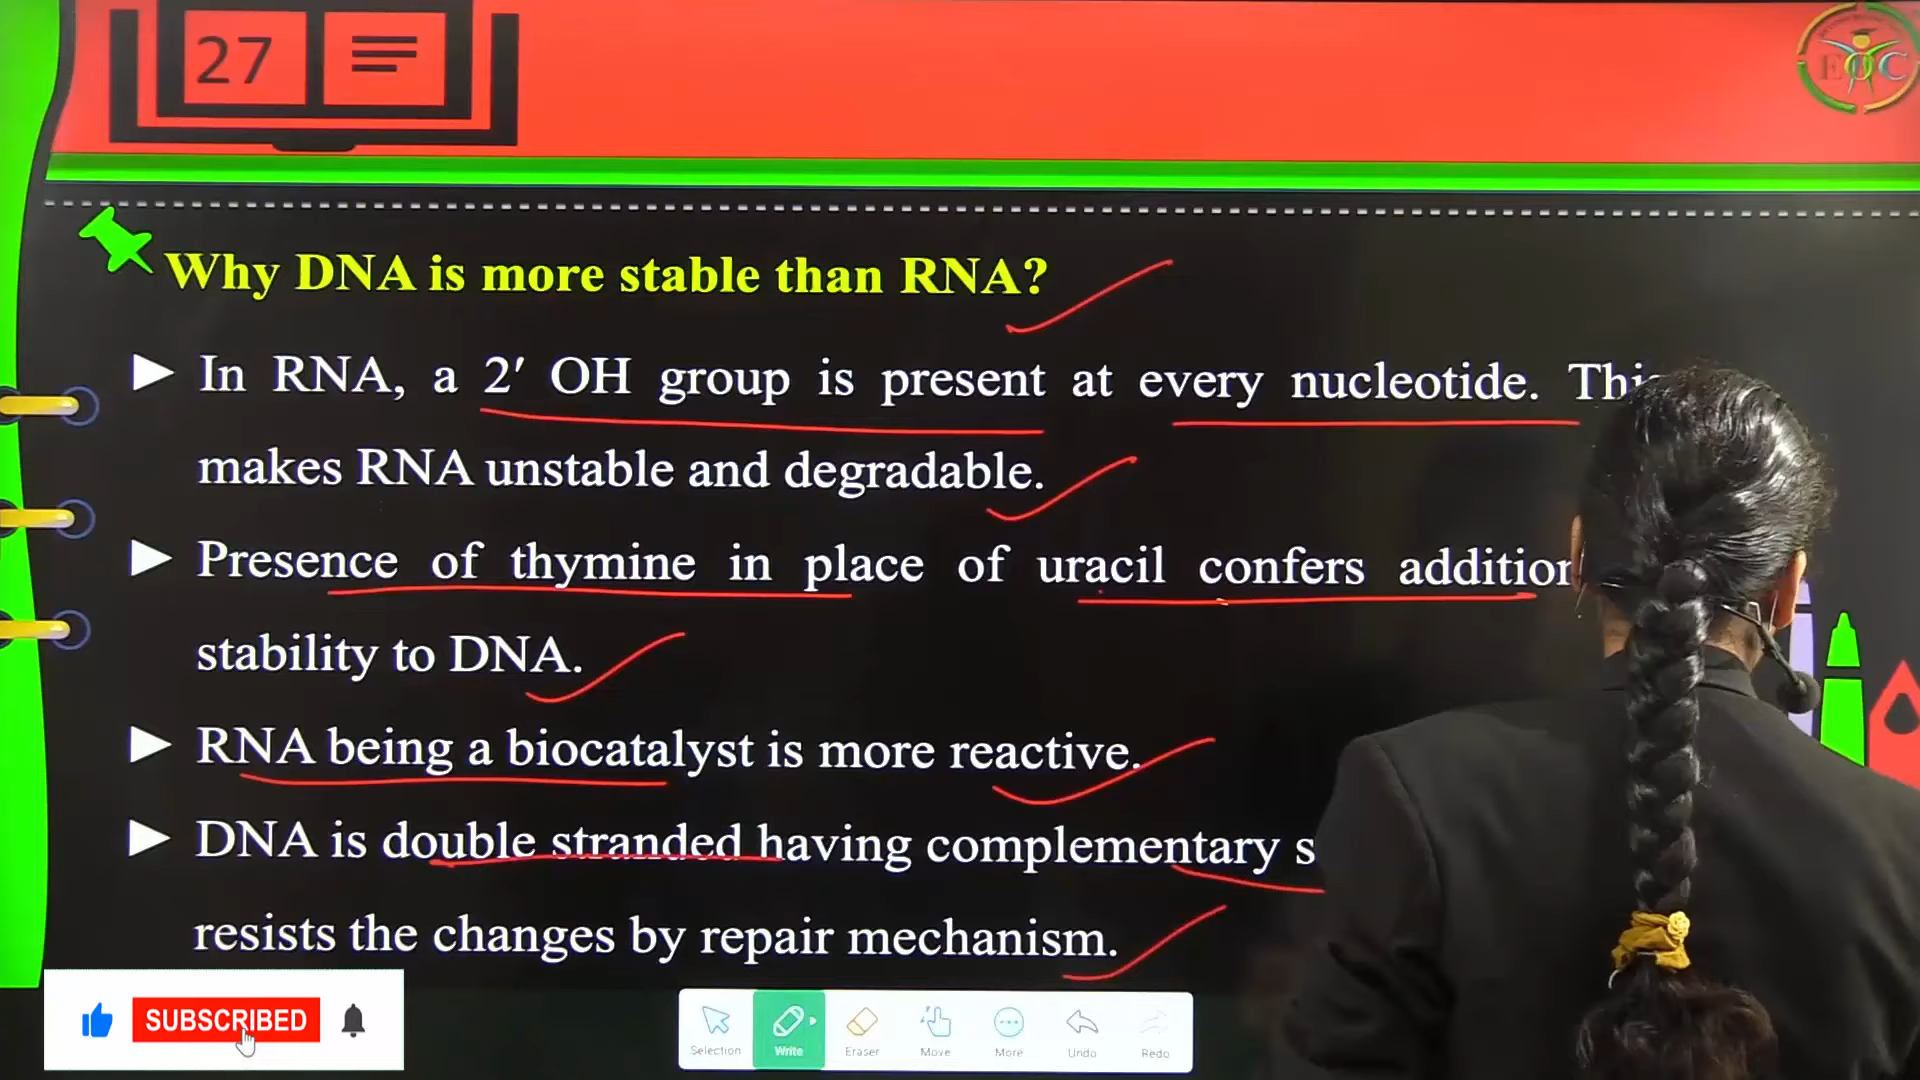 27
EOC
Why DNA is more stable than RNA?
In RNA, a 2′ OH group is present at every nucleotide.
makes RNA unstable and degradable.
Presence of thymine in place of uracil confers
stability to DNA.
RNA being a biocatalyst is more reactive.
DNA is double stranded having complementary
resists the changes by repair mechanism.
SUBSCRIBED
Selection Write Eraser Move More Undo Redo